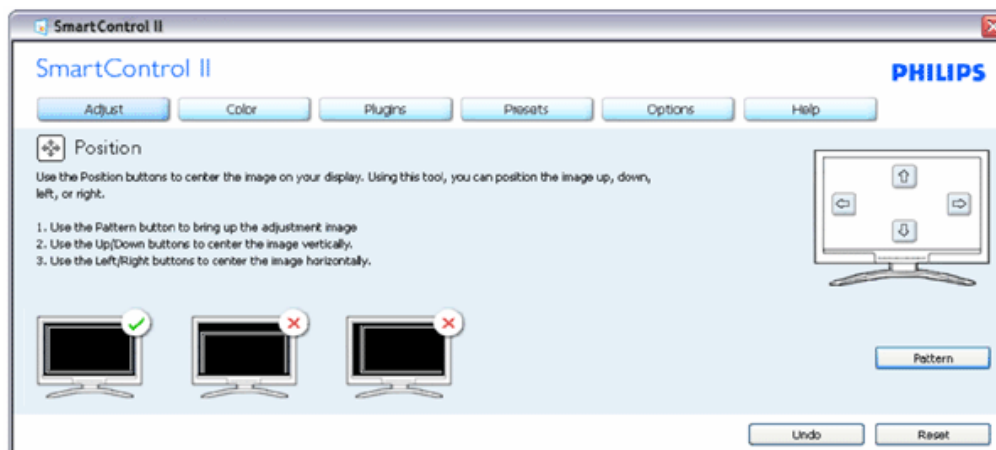 SmartControl II
SmartControl II
PHILIPS
Adjust Color Plugins Presets Options Help
Position
Use the Position buttons to center the image on your display. Using this tool, you can position the image up, down,
left, or right.
1. Use the Pattern button to bring up the adjustment image
2. Use the Up/Down buttons to center the image vertically.
3. Use the Left/Right buttons to center the image horizontally.
Pattern
Undo Reset